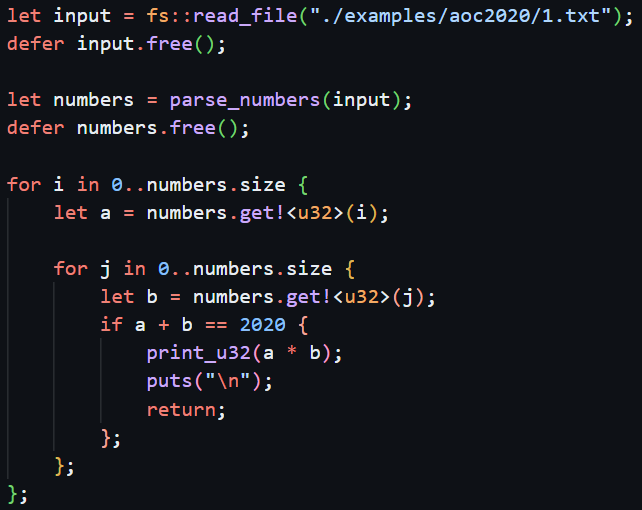 let input = fs::read_file("./examples/aoc2020/1.txt");
defer input.free();

let numbers = parse_numbers(input);
defer numbers.free();

for i in 0..numbers.size {
    let a = numbers.get!<u32>(i);

    for j in 0..numbers.size {
        let b = numbers.get!<u32>(j);
        if a + b == 2020 {
            print_u32(a * b);
            puts("\n");
            return;
        };
    };
};